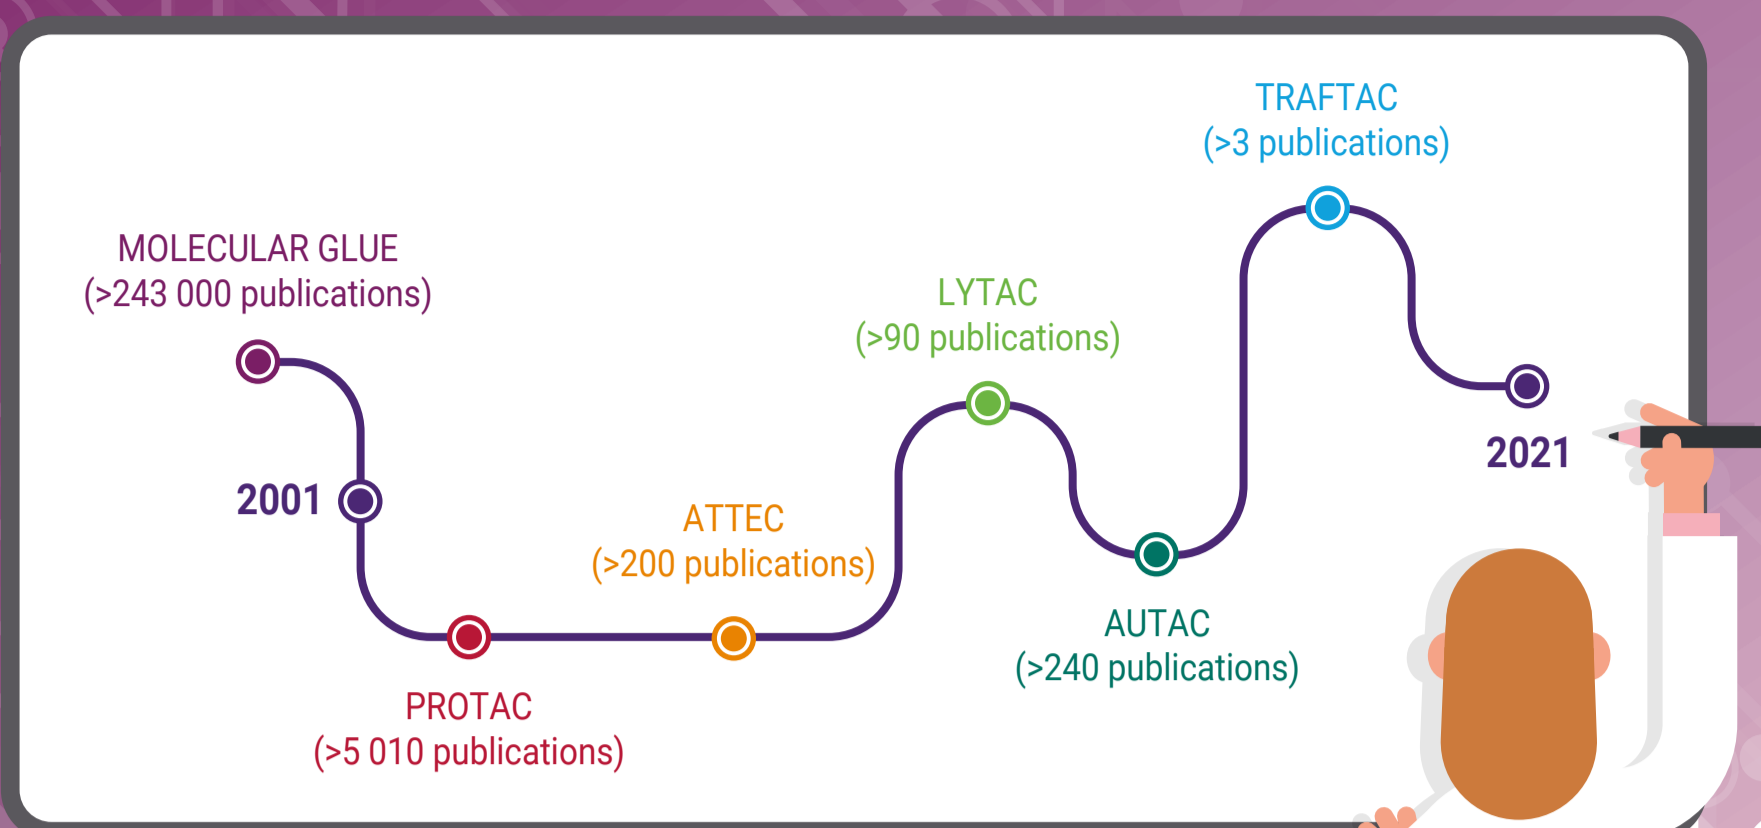 MOLECULAR GLUE
(>243 000 publications)
2001
PROTAC
(>5 010 publications)
ATTEC
(>200 publications)
LYTAC
(>90 publications)
AUTAC
(>240 publications)
TRAFTAC
(>3 publications)
2021